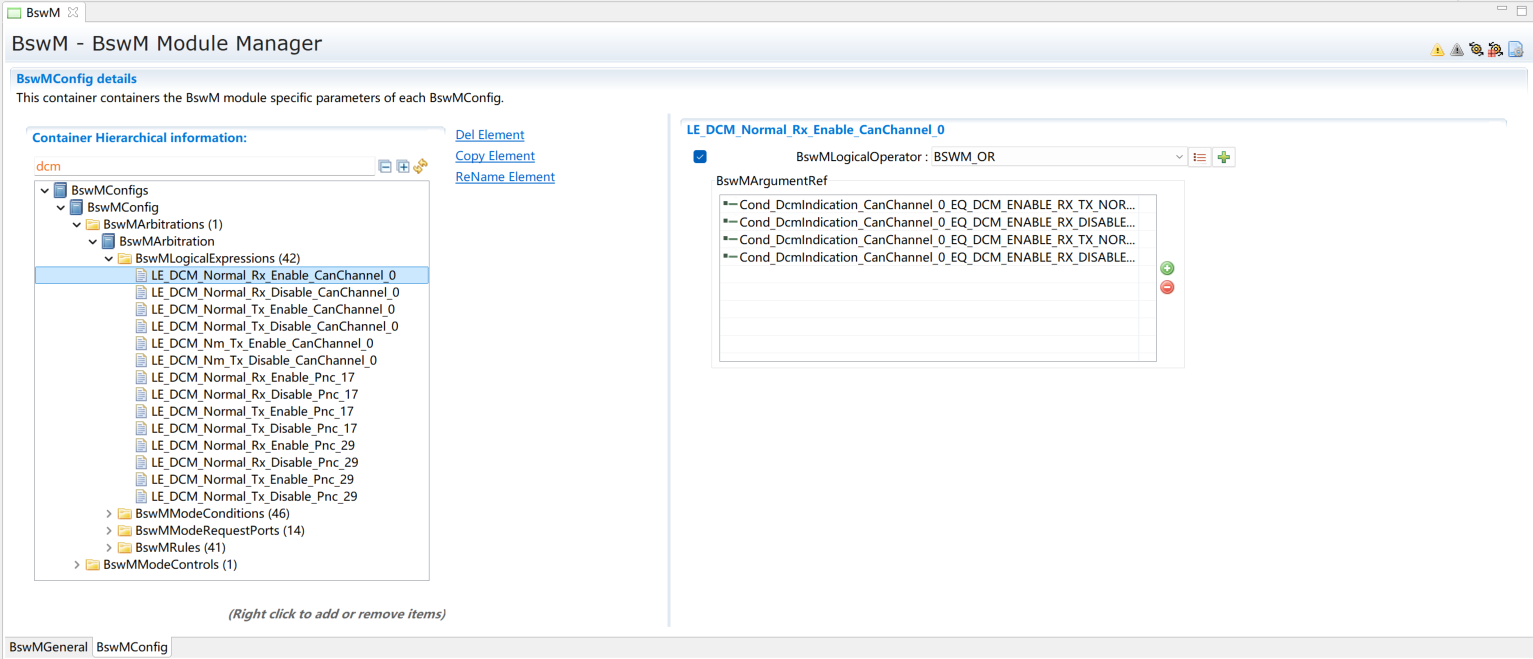 BswM
BswM - BswM Module Manager
BswMConfig details
This container containers the BswM module specific parameters of each BswMConfig.
Container Hierarchical information:
dcm
BswMConfigs
BswMConfig
BswMArbitrations (1)
BswMArbitration
BswMLogicalExpressions (42)
LE_DCM_Normal_Rx_Enable_CanChannel_0
LE_DCM_Normal_Rx_Disable_CanChannel_0
LE_DCM_Normal_Tx_Enable_CanChannel_0
LE_DCM_Normal_Tx_Disable_CanChannel_0
LE_DCM_Nm_Tx_Enable_CanChannel_0
LE_DCM_Nm_Tx_Disable_CanChannel_0
LE_DCM_Normal_Rx_Enable_Pnc_17
LE_DCM_Normal_Rx_Disable_Pnc_17
LE_DCM_Normal_Tx_Enable_Pnc_17
LE_DCM_Normal_Tx_Disable_Pnc_17
LE_DCM_Normal_Rx_Enable_Pnc_29
LE_DCM_Normal_Rx_Disable_Pnc_29
LE_DCM_Normal_Tx_Enable_Pnc_29
LE_DCM_Normal_Tx_Disable_Pnc_29
BswMModeConditions (46)
BswMModeRequestPorts (14)
BswMRules (41)
BswMModeControls (1)
(Right click to add or remove items)
Del Element
Copy Element
ReName Element
LE_DCM_Normal_Rx_Enable_CanChannel_0
BswMLogicalOperator : BSWM_OR
BswMArgumentRef
Cond_DcmIndication_CanChannel_0_EQ_DCM_ENABLE_RX_TX_NOR...
Cond_DcmIndication_CanChannel_0_EQ_DCM_ENABLE_RX_DISABLE...
Cond_DcmIndication_CanChannel_0_EQ_DCM_ENABLE_RX_TX_NOR...
Cond_DcmIndication_CanChannel_0_EQ_DCM_ENABLE_RX_DISABLE...
BswMGeneral BswMConfig